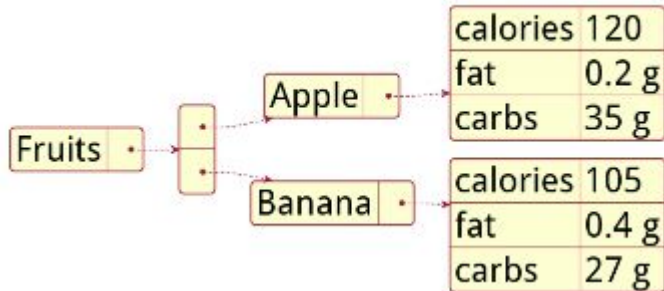 Fruits
Apple
calories 120
fat 0.2 g
carbs 35 g
Banana
calories 105
fat 0.4 g
carbs 27 g